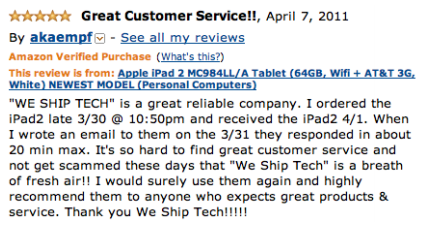 Great Customer Service!!, April 7, 2011
By akaempf - See all my reviews
Amazon Verified Purchase (What's this?)
This review is from: Apple iPad 2 MC984LL/A Tablet (64GB, Wifi + AT&T 3G,
White) NEWEST MODEL (Personal Computers)
"WE SHIP TECH" is a great reliable company. I ordered the
iPad2 late 3/30 @ 10:50pm and received the iPad2 4/1. When
I wrote an email to them on the 3/31 they responded in about
20 min max. It's so hard to find great customer service and
not get scammed these days that "We Ship Tech" is a breath
of fresh air!! I would surely use them again and highly
recommend them to anyone who expects great products &
service. Thank you We Ship Tech!!!!!